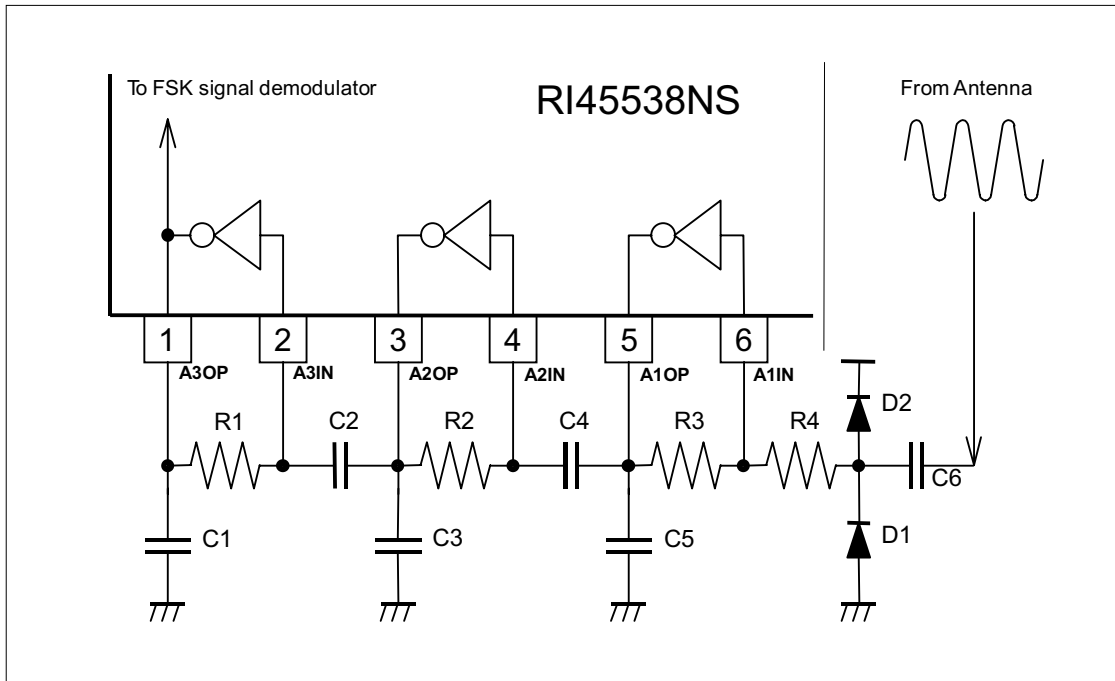 To FSK signal demodulator
RI45538NS
From Antenna
1 2 3 4 5 6
A3OP A3IN A2OP A2IN A1OP A1IN
D2
R1 C2 R2 C4 R3 R4
C6
C1 C3 C5 D1